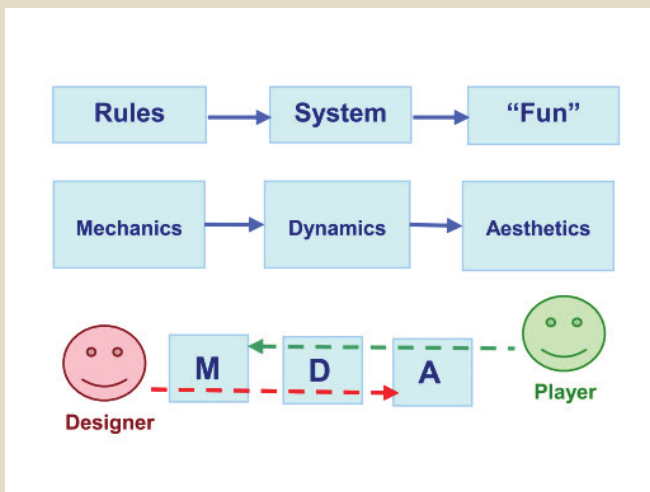 Rules System “Fun”
Mechanics Dynamics Aesthetics
M D A
Designer Player